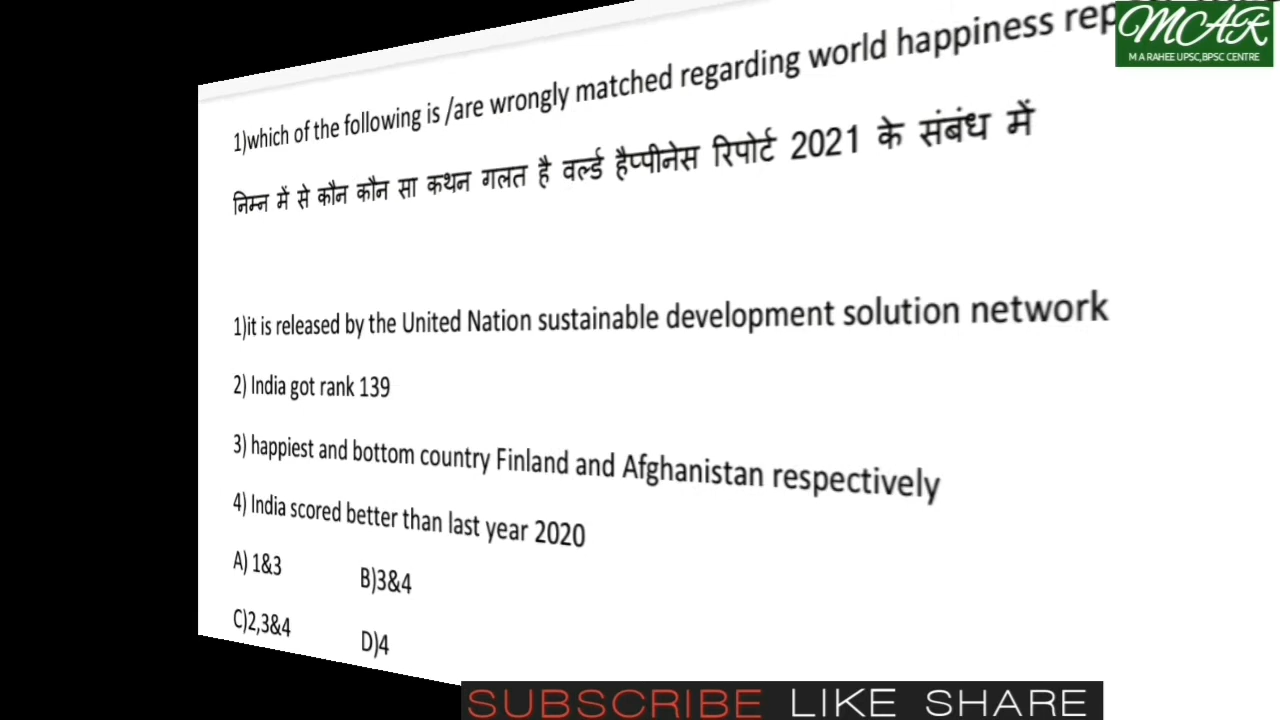 MCAR
M A RAHEE UPSC,BPSC CENTRE
1)which of the following is /are wrongly matched regarding world happiness rep
निम्न में से कौन कौन सा कथन गलत है वर्ल्ड हैप्पीनेस रिपोर्ट 2021 के संबंध में
1)it is released by the United Nation sustainable development solution network
2) India got rank 139
3) happiest and bottom country Finland and Afghanistan respectively
4) India scored better than last year 2020
A) 1&3 B)3&4
C)2,3&4 D)4
SUBSCRIBE LIKE SHARE